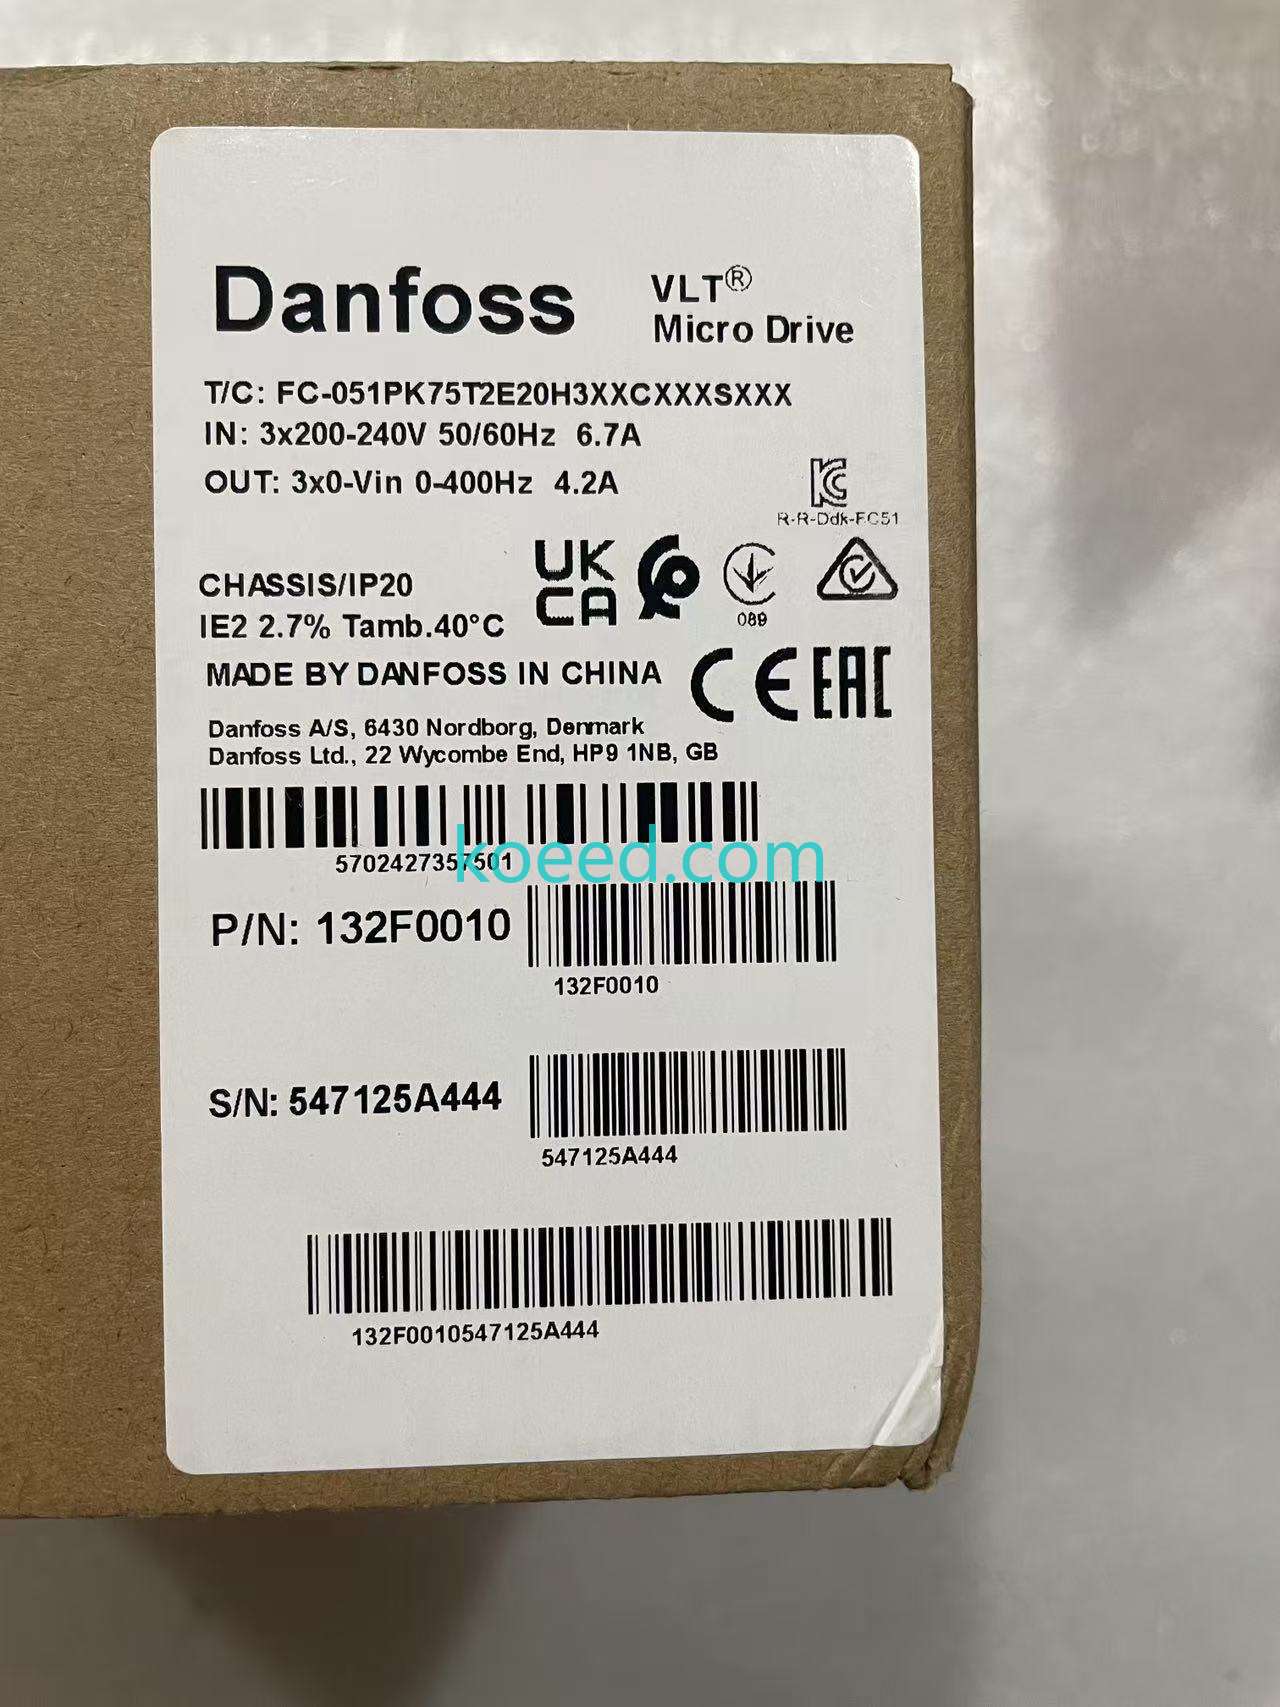 Danfoss
VLT®
Micro Drive
T/C: FC-051PK75T2E20H3XXCXXXSXXX
IN: 3x200-240V 50/60Hz 6.7A
OUT: 3x0-Vin 0-400Hz 4.2A
R-R-Ddk-FC51
CHASSIS/IP20
IE2 2.7% Tamb.40°C
UK
CA
089
MADE BY DANFOSS IN CHINA
CE EAC
Danfoss A/S, 6430 Nordborg, Denmark
Danfoss Ltd., 22 Wycombe End, HP9 1NB, GB
5702427357501
koeed.com
P/N: 132F0010
132F0010
S/N: 547125A444
547125A444
132F0010547125A444